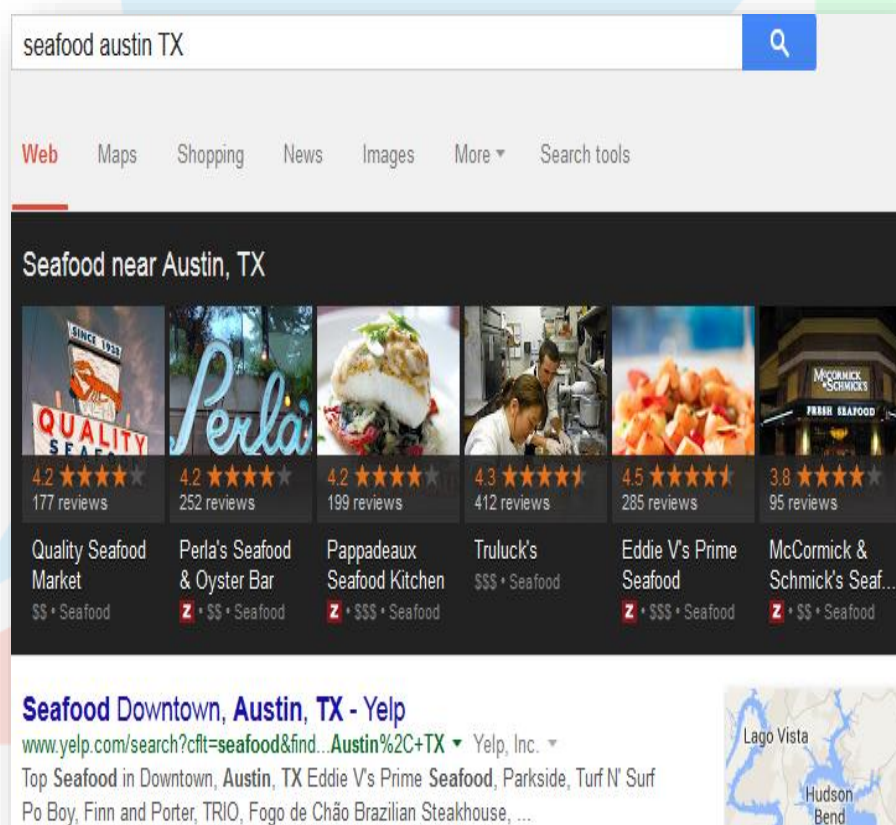 seafood austin TX
Web Maps Shopping News Images More Search tools
Seafood near Austin, TX
SINCE 1938
QUALITY
SEAFOOD
4.2
177 reviews
Quality Seafood
Market
$$ • Seafood
Perla's
4.2
252 reviews
Perla's Seafood
& Oyster Bar
Z • $$ • Seafood
4.2
199 reviews
Pappadeaux
Seafood Kitchen
Z • $$$ • Seafood
4.3
412 reviews
Truluck's
$$$ • Seafood
4.5
285 reviews
Eddie V's Prime
Seafood
Z • $$$ • Seafood
McCORMICK
& SCHMICK'S
FRESH SEAFOOD
3.8
95 reviews
McCormick &
Schmick's Seaf...
Z • $$ • Seafood
Seafood Downtown, Austin, TX - Yelp
www.yelp.com/search?cflt=seafood&find...Austin%2C+TX Yelp, Inc.
Top Seafood in Downtown, Austin, TX Eddie V's Prime Seafood, Parkside, Turf N' Surf
Po Boy, Finn and Porter, TRIO, Fogo de Chão Brazilian Steakhouse, ...
Lago Vista
Hudson
Bend